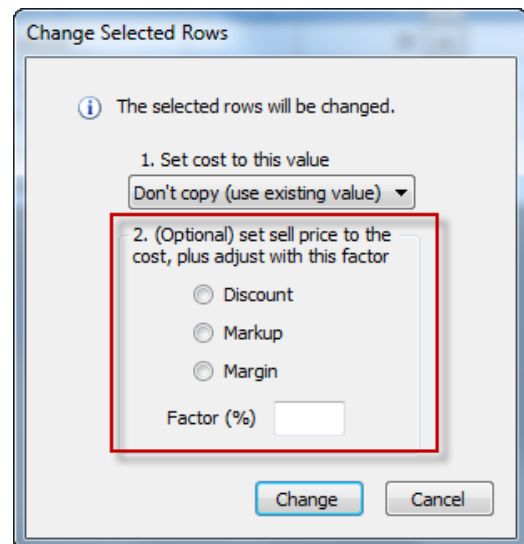 Change Selected Rows
The selected rows will be changed.
1. Set cost to this value
Don't copy (use existing value)
2. (Optional) set sell price to the
cost, plus adjust with this factor
Discount
Markup
Margin
Factor (%)
Change Cancel